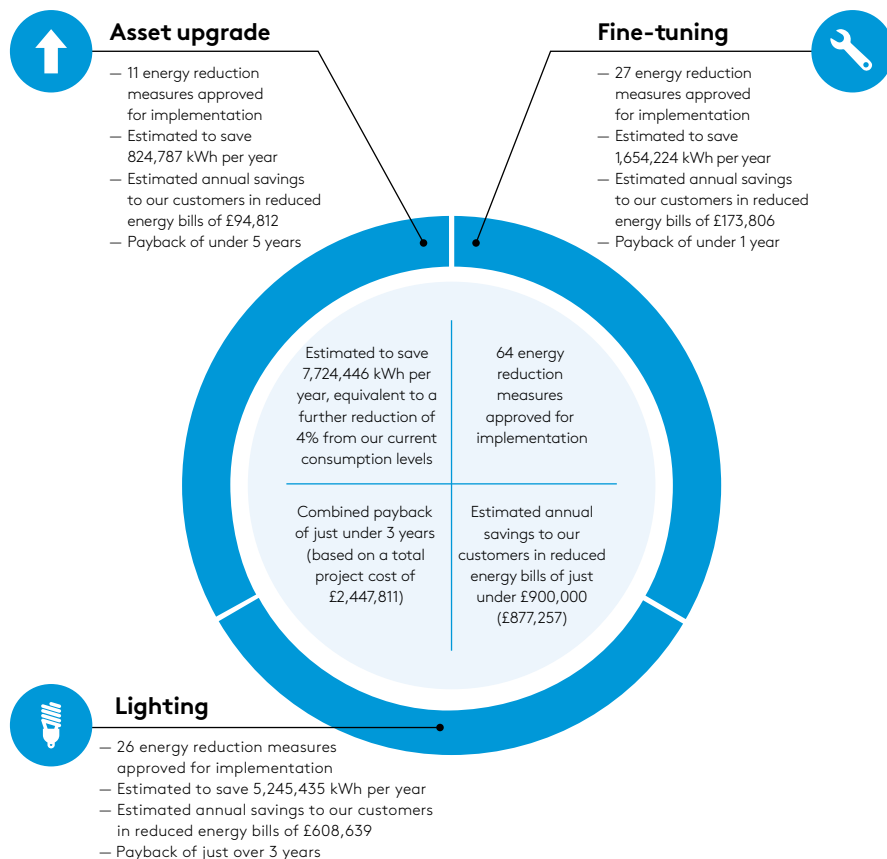 Asset upgrade
— 11 energy reduction
measures approved
for implementation
— Estimated to save
824,787 kWh per year
— Estimated annual savings
to our customers in reduced
energy bills of £94,812
— Payback of under 5 years
Fine-tuning
— 27 energy reduction
measures approved
for implementation
— Estimated to save
1,654,224 kWh per year
— Estimated annual savings
to our customers in reduced
energy bills of £173,806
— Payback of under 1 year
Estimated to save
7,724,446 kWh per
year, equivalent to a
further reduction of
4% from our current
consumption levels
64 energy
reduction
measures
approved for
implementation
Combined payback
of just under 3 years
(based on a total
project cost of
£2,447,811)
Estimated annual
savings to our
customers in reduced
energy bills of just
under £900,000
(£877,257)
Lighting
— 26 energy reduction measures
approved for implementation
— Estimated to save 5,245,435 kWh per year
— Estimated annual savings to our customers
in reduced energy bills of £608,639
— Payback of just over 3 years